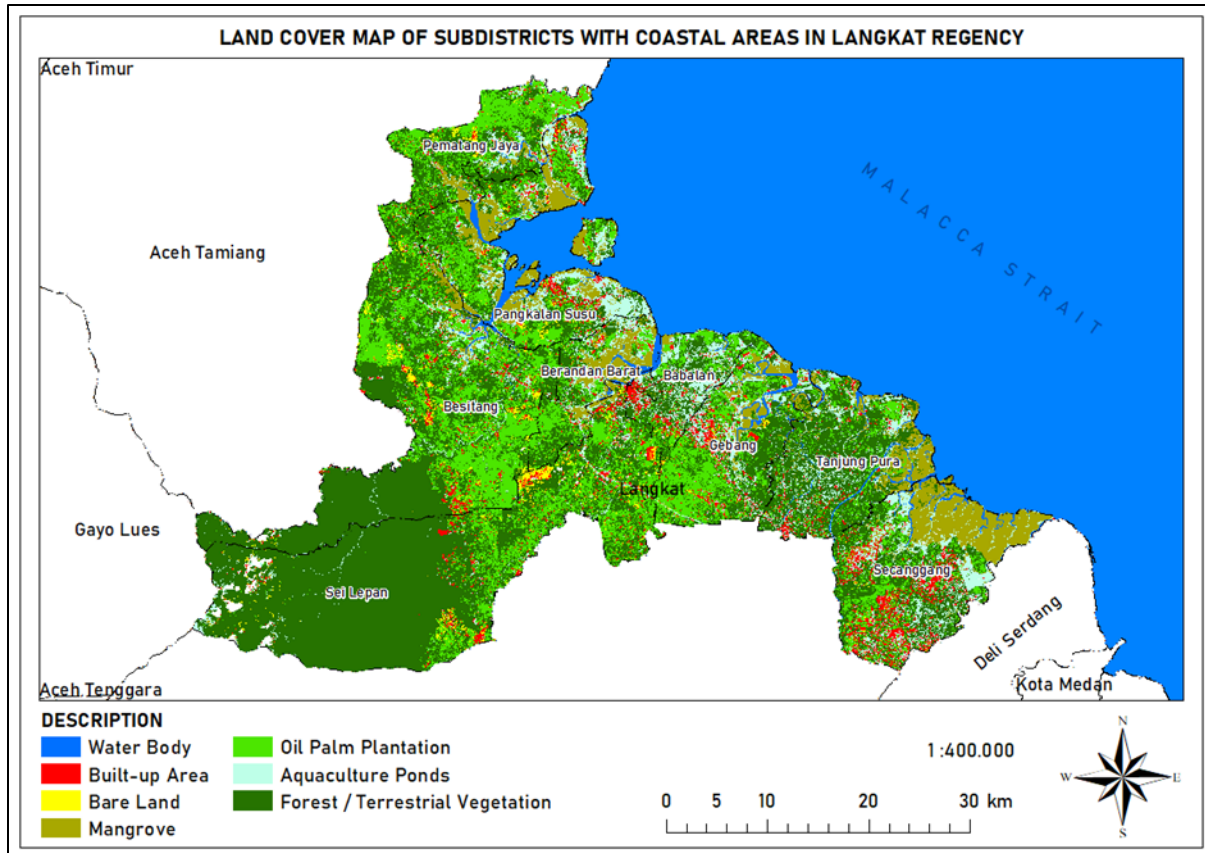 LAND COVER MAP OF SUBDISTRICTS WITH COASTAL AREAS IN LANGKAT REGENCY
Aceh Timur
Pematang Jaya
MALACCA STRAIT
Aceh Tamiang
Pangkalan Susu
Berandan Barat
Babalan
Besitang
Gebang
Tanjung Pura
Langkat
Gayo Lues
Secanggang
Sei Lepan
Deli Serdang
Kota Medan
Aceh Tenggara
DESCRIPTION
Water Body
Built-up Area
Bare Land
Mangrove
Oil Palm Plantation
Aquaculture Ponds
Forest / Terrestrial Vegetation
1:400.000
0 5 10 20 30 km
N
W E
S